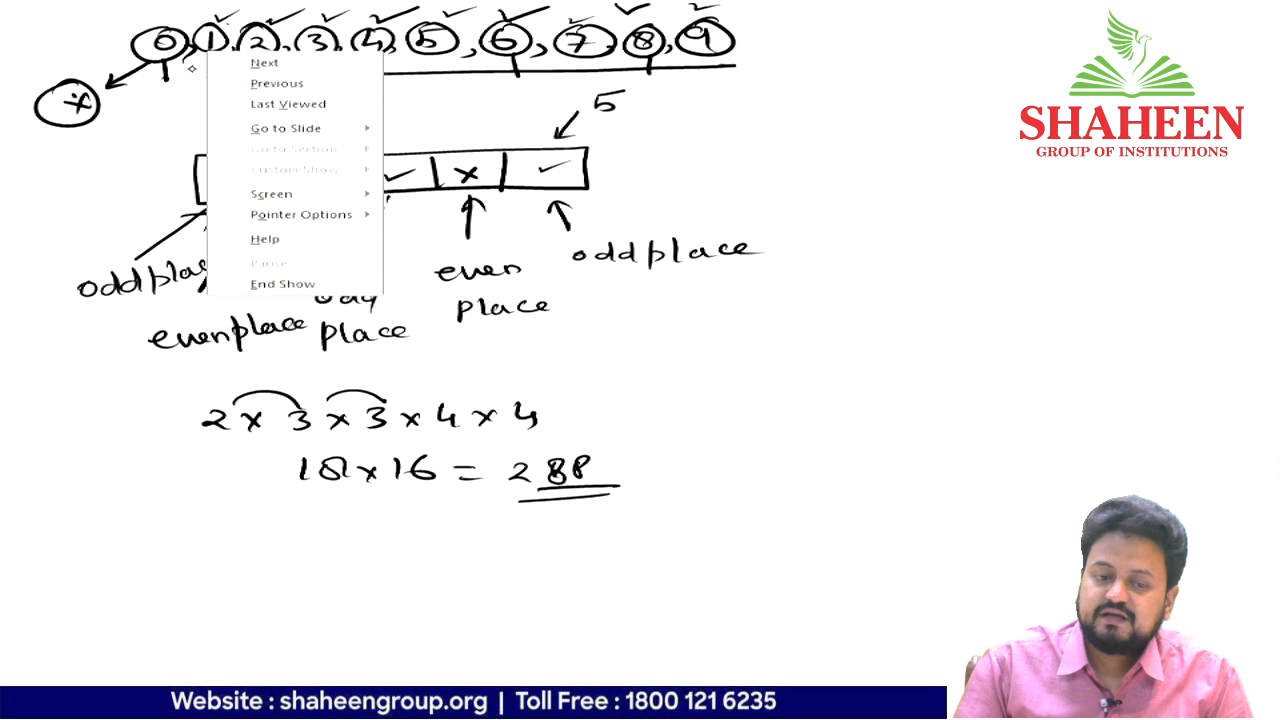 0, 1, 2, 3, 4, 5, 6, 7, 8, 9
Next
Previous
Last Viewed
Go to Slide
Go to Section
Custom Show
Screen
Pointer Options
Help
Pause
End Show
5
✓ × ✓
odd plac
even place
place
even place
odd place
2 × 3 × 3 × 4 × 4
18 × 16 = 288
SHAHEEN
GROUP OF INSTITUTIONS
Website : shaheengroup.org | Toll Free : 1800 121 6235